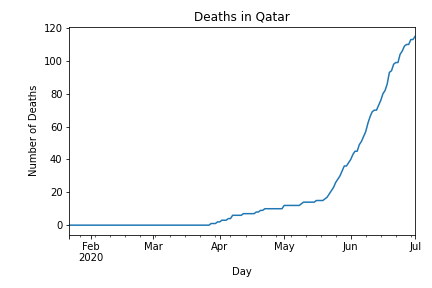 Deaths in Qatar
120
100
80
60
40
20
0
Number of Deaths
Feb
2020
Mar
Apr
May
Jun
Jul
Day